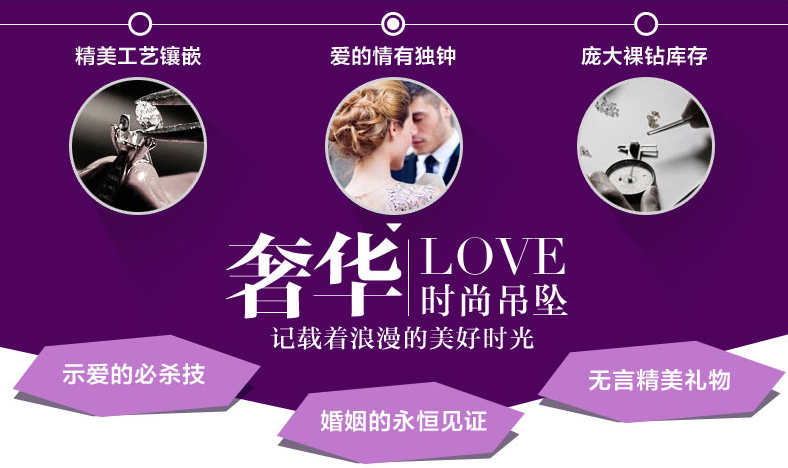 精美工艺镶嵌
爱的情有独钟
庞大裸钻库存
奢华
LOVE
时尚吊坠
记载着浪漫的美好时光
示爱的必杀技
婚姻的永恒见证
无言精美礼物